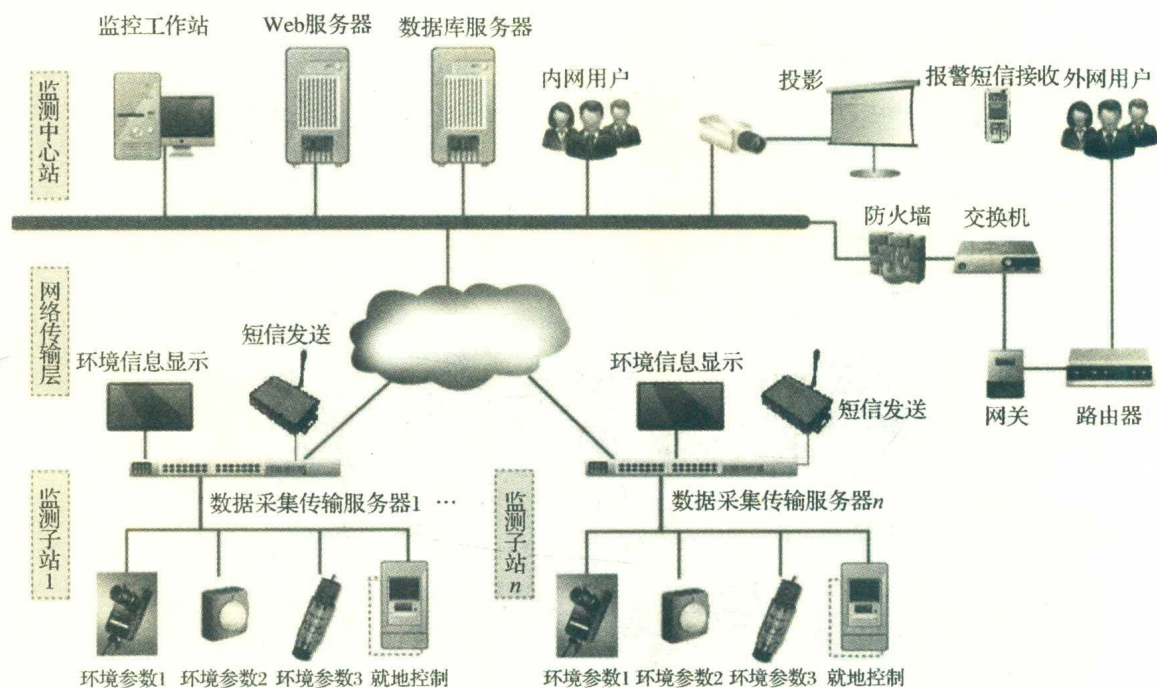 监控工作站
Web服务器
数据库服务器
内网用户
投影
报警短信接收
外网用户
监测中心站
防火墙
交换机
网络传输层
短信发送
环境信息显示
环境信息显示
短信发送
网关
路由器
监测子站1
数据采集传输服务器1
…
监测子站n
数据采集传输服务器n
环境参数1
环境参数2
环境参数3
就地控制
环境参数1
环境参数2
环境参数3
就地控制